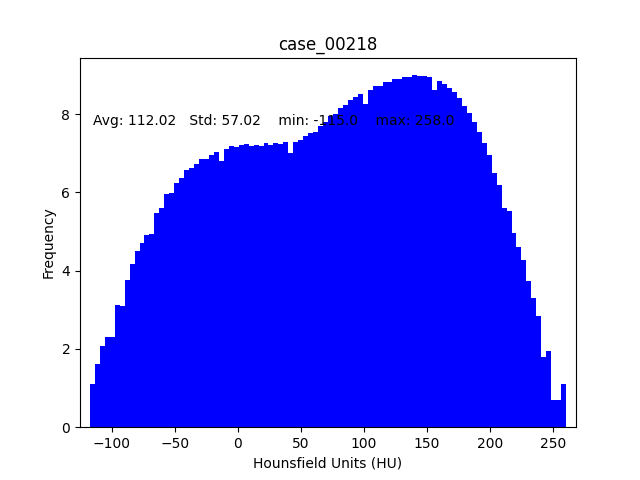 case_00218
Avg: 112.02 Std: 57.02 min: -115.0 max: 258.0
8
6
4
2
0
Frequency
−100 −50 0 50 100 150 200 250
Hounsfield Units (HU)